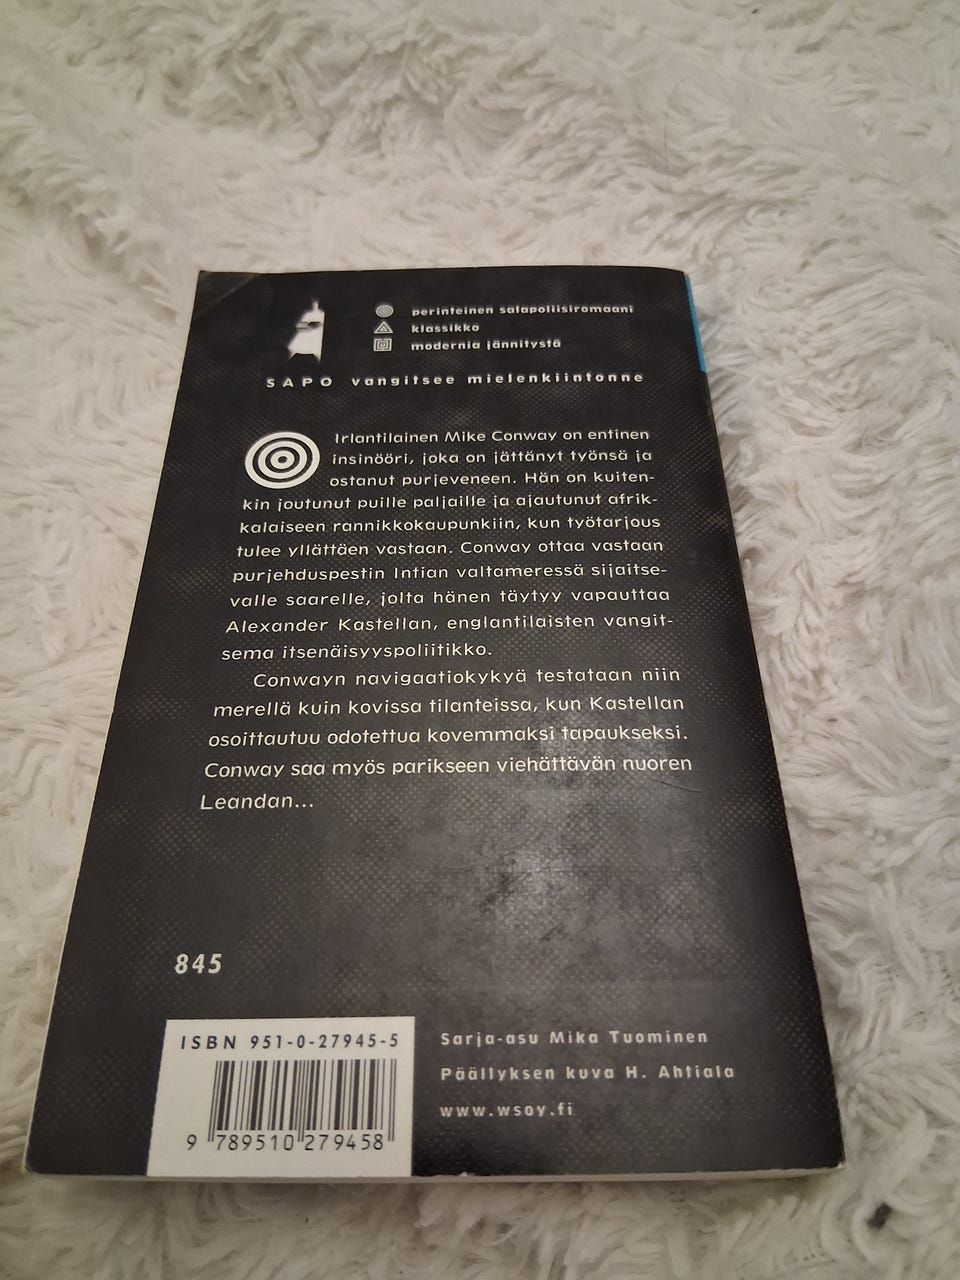 perinteinen salapoliisiromaani
klassikko
modernia jännitystä
SAPO vangitsee mielenkiintonne
Irlantilainen Mike Conway on entinen
insinööri, joka on jättänyt työnsä ja
ostanut purjeveneen. Hän on kuiten-
kin joutunut puille paljaille ja ajautunut afrik-
kalaiseen rannikkokaupunkiin, kun työtarjous
tulee yllättäen vastaan. Conway ottaa vastaan
purjehduspestin Intian valtameressä sijaitse-
valle saarelle, jolta hänen täytyy vapauttaa
Alexander Kastellan, englantilaisten vangit-
sema itsenäisyyspoliitikko.
Conwayn navigaatiokykyä testataan niin
merellä kuin kovissa tilanteissa, kun Kastellan
osoittautuu odotettua kovemmaksi tapaukseksi.
Conway saa myös parikseen viehättävän nuoren
Leandan...
845
ISBN 951-0-27945-5
9 789510 279458
Sarja-asu Mika Tuominen
Päällyksen kuva H. Ahtiala
www.wsoy.fi